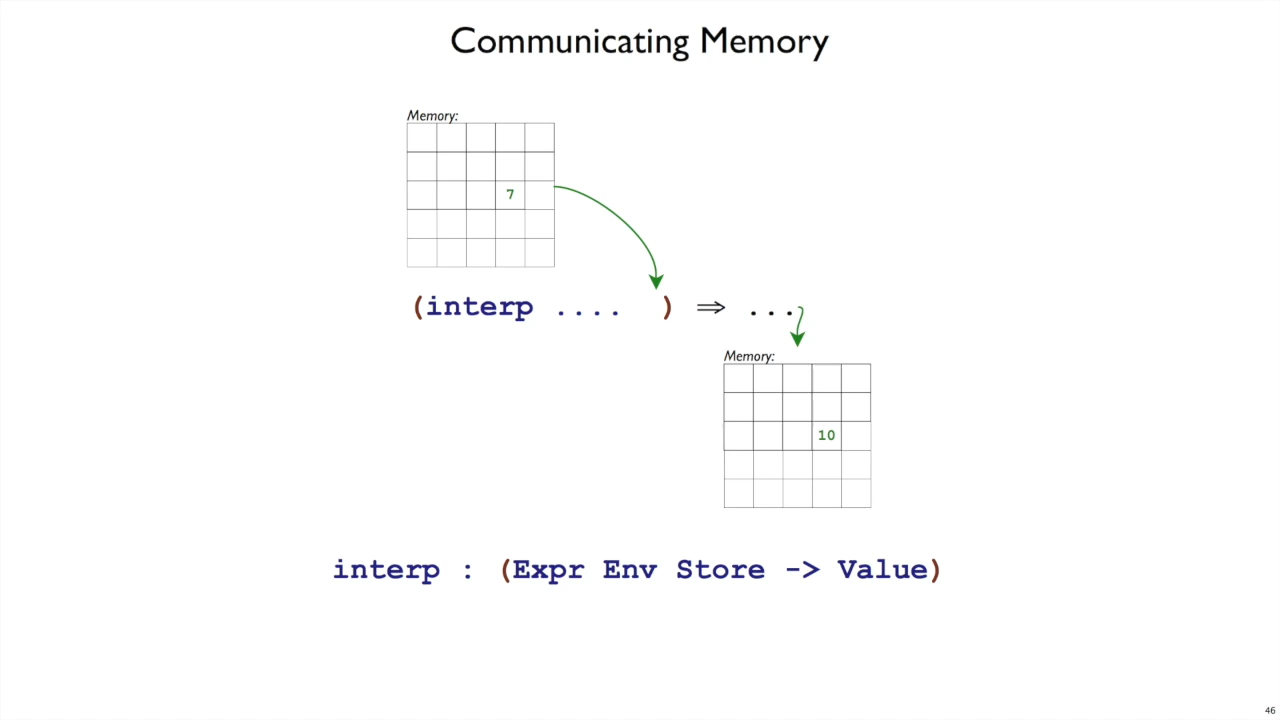 Communicating Memory
Memory:
7
(interp .... ) ⇒ ...
Memory:
10
interp : (Expr Env Store -> Value)
46